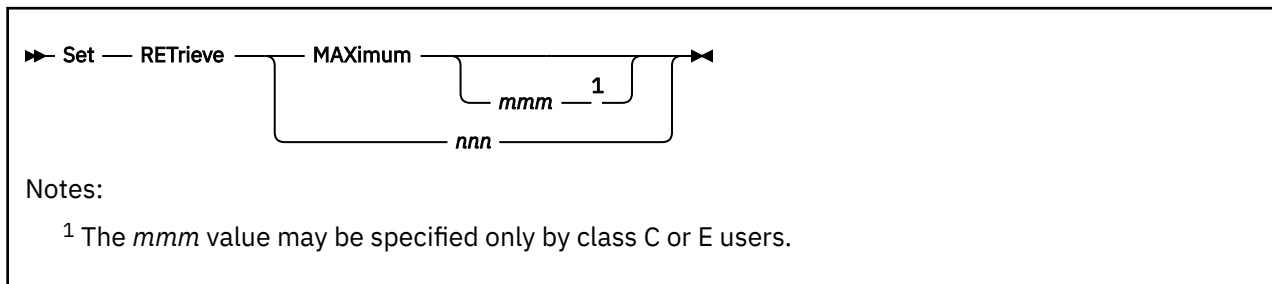 Set RETrieve MAXimum
mmm 1
nnn
Notes:
1 The mmm value may be specified only by class C or E users.